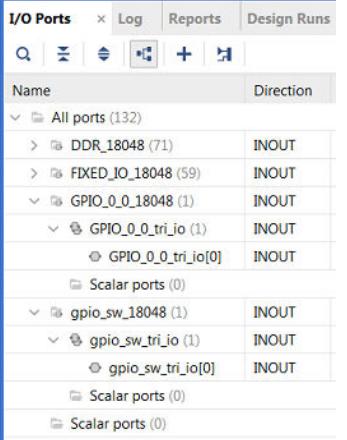 I/O Ports × Log Reports Design Runs
Name Direction
All ports (132)
DDR_18048 (71) INOUT
FIXED_IO_18048 (59) INOUT
GPIO_0_0_18048 (1) INOUT
GPIO_0_0_tri_io (1) INOUT
GPIO_0_0_tri_io[0] INOUT
Scalar ports (0)
gpio_sw_18048 (1) INOUT
gpio_sw_tri_io (1) INOUT
gpio_sw_tri_io[0] INOUT
Scalar ports (0)
Scalar ports (0)